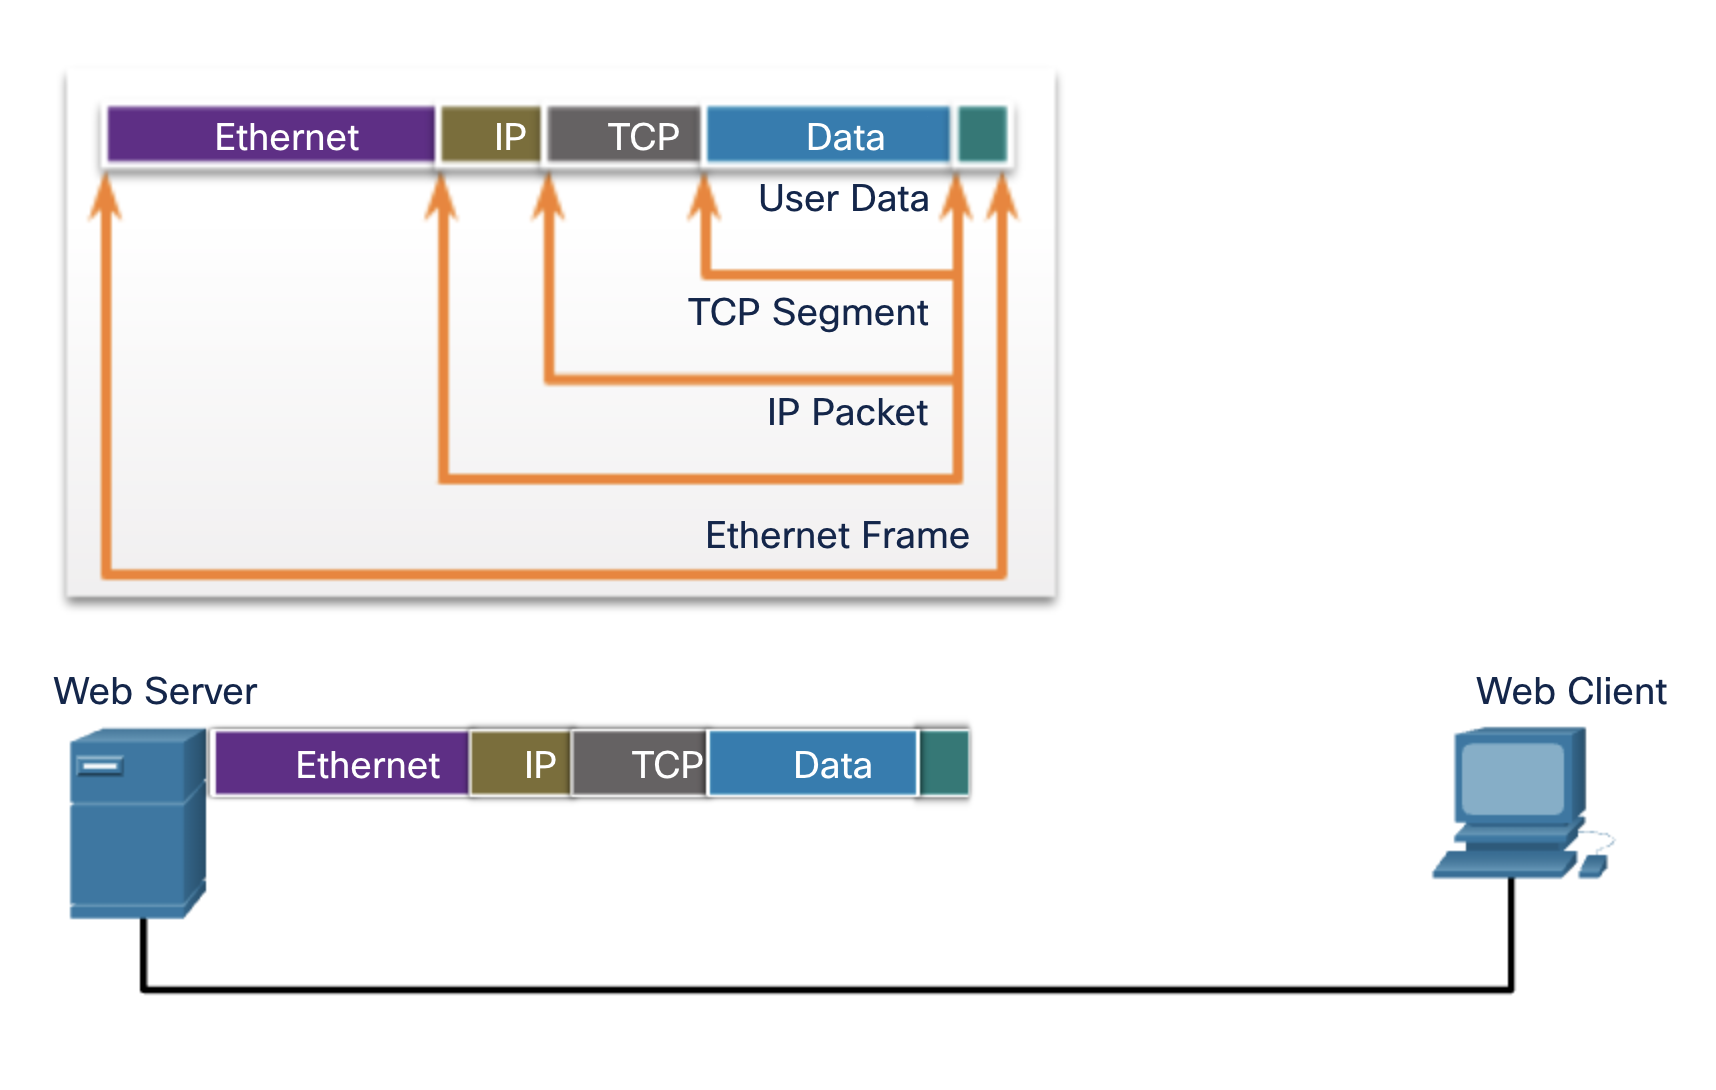 Ethernet IP TCP Data
User Data
TCP Segment
IP Packet
Ethernet Frame
Web Server
Web Client
Ethernet IP TCP Data